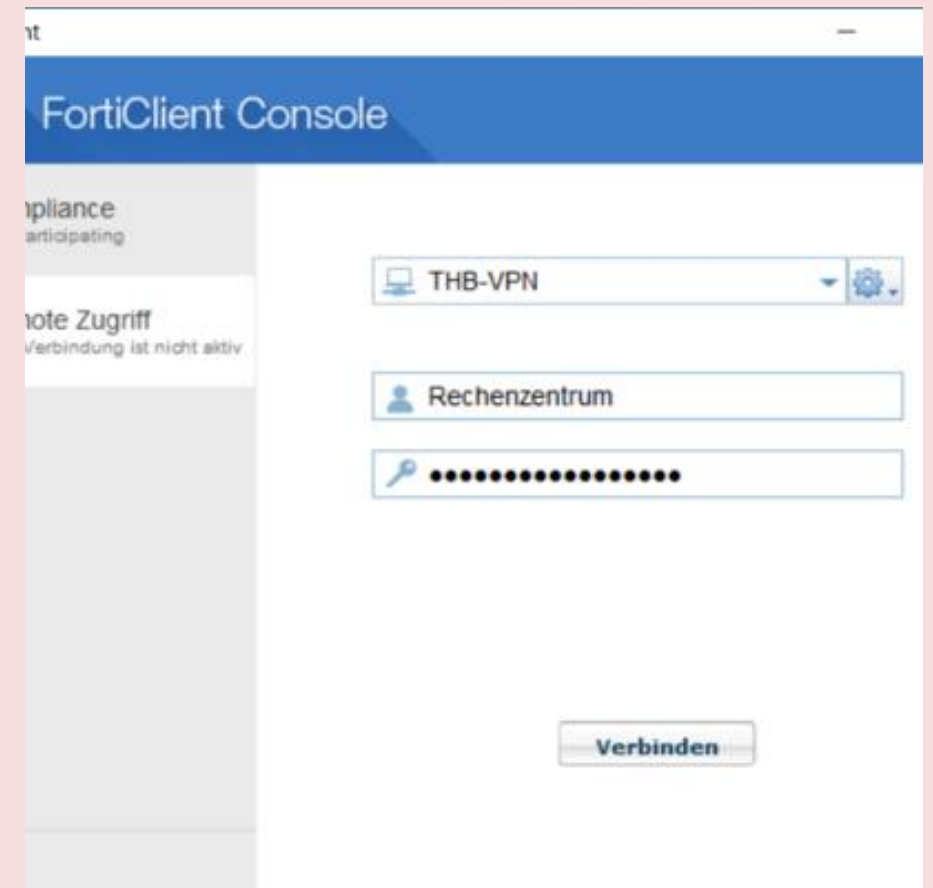 nt
FortiClient Console
npliance
articipating
THB-VPN
note Zugriff
Verbindung ist nicht aktiv
Rechenzentrum
•••••••••••••••••
Verbinden